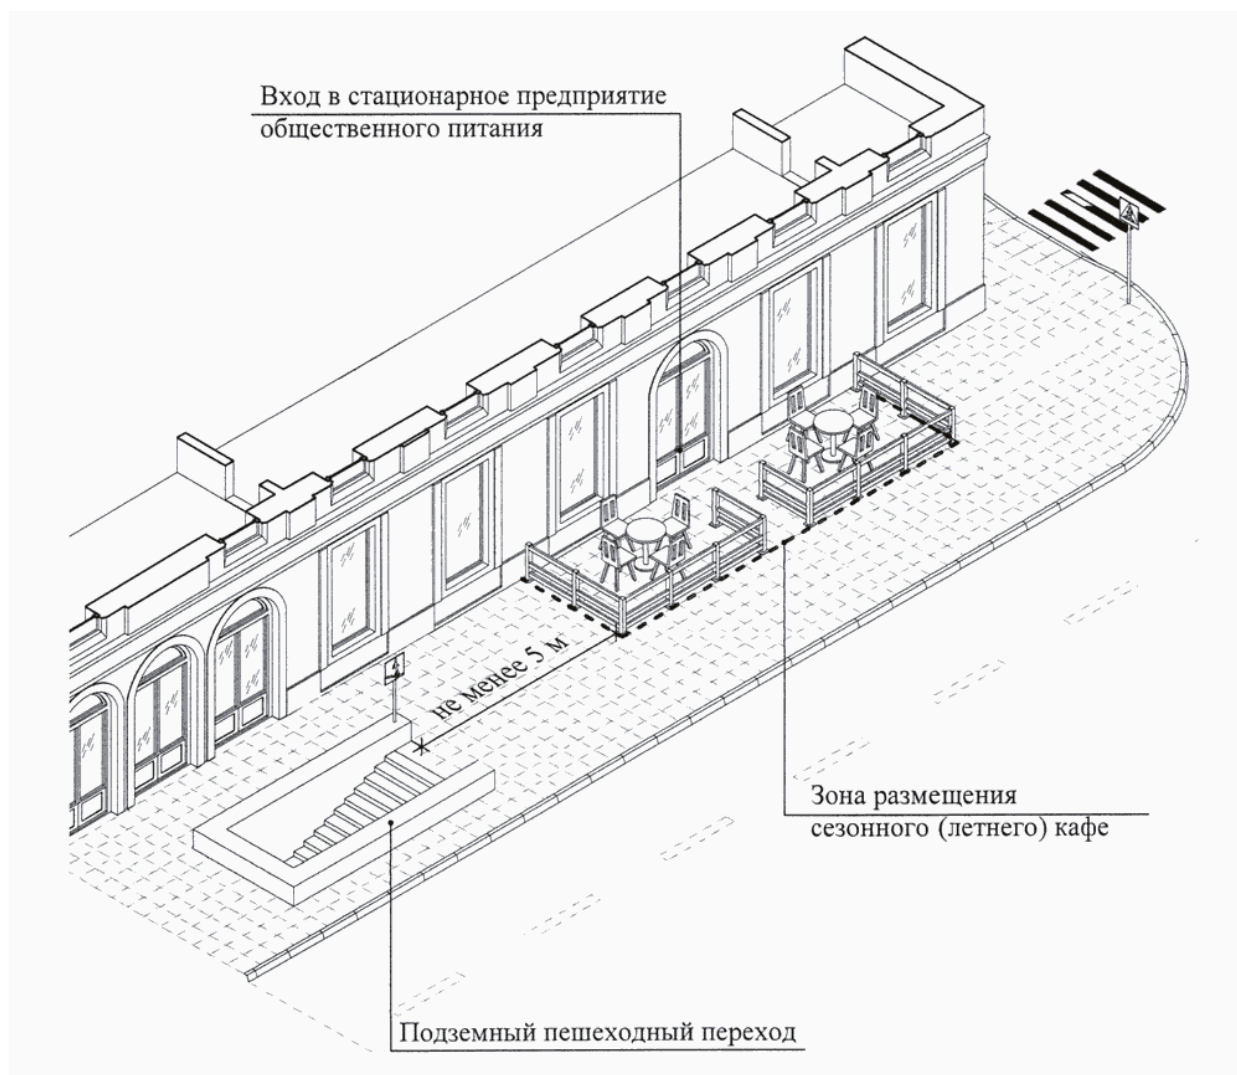 Вход в стационарное предприятие
общественного питания
не менее 5 м
Зона размещения
сезонного (летнего) кафе
Подземный пешеходный переход